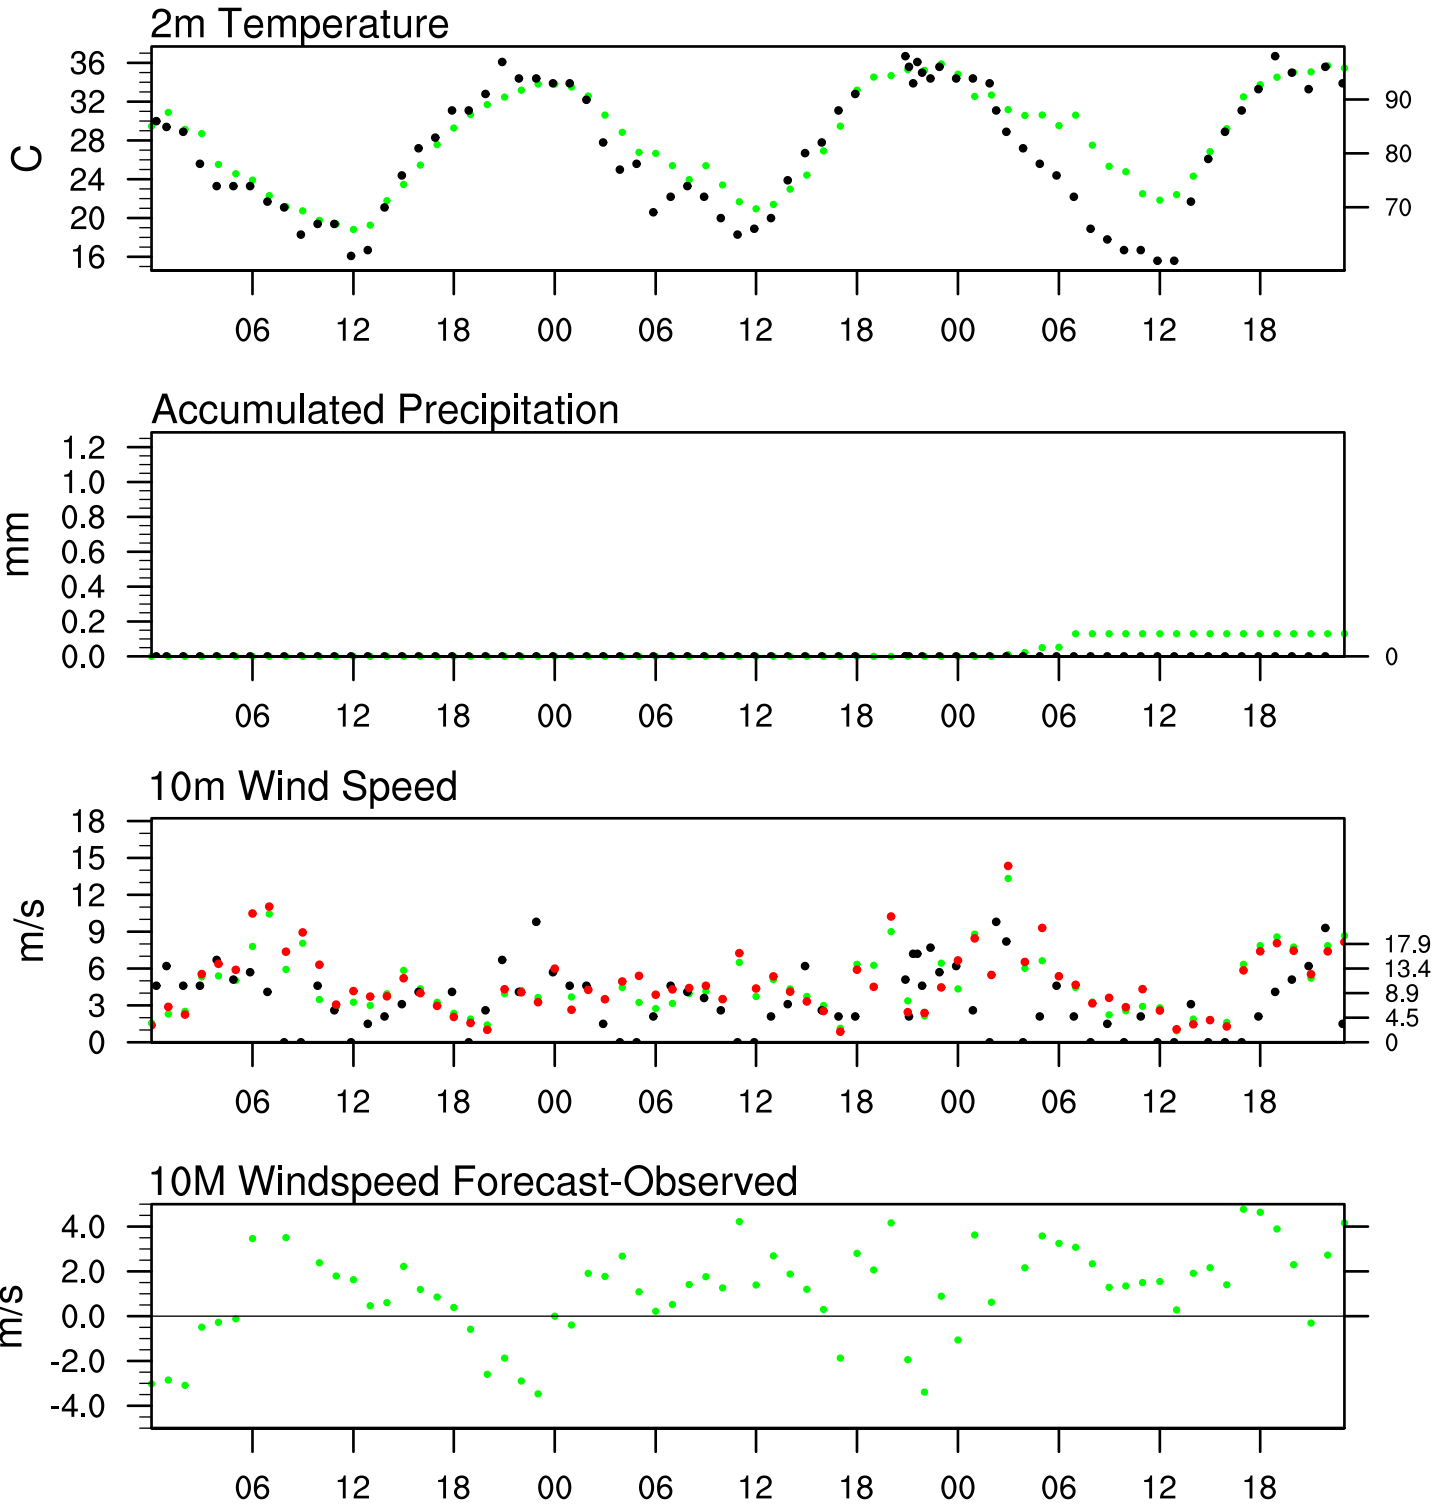 2m Temperature
36
32
28
24
20
16
C
90
80
70
06 12 18 00 06 12 18 00 06 12 18
Accumulated Precipitation
1.2
1.0
0.8
0.6
0.4
0.2
0.0
mm
0
06 12 18 00 06 12 18 00 06 12 18
10m Wind Speed
18
15
12
9
6
3
0
m/s
17.9
13.4
8.9
4.5
0
06 12 18 00 06 12 18 00 06 12 18
10M Windspeed Forecast-Observed
4.0
2.0
0.0
-2.0
-4.0
m/s
06 12 18 00 06 12 18 00 06 12 18